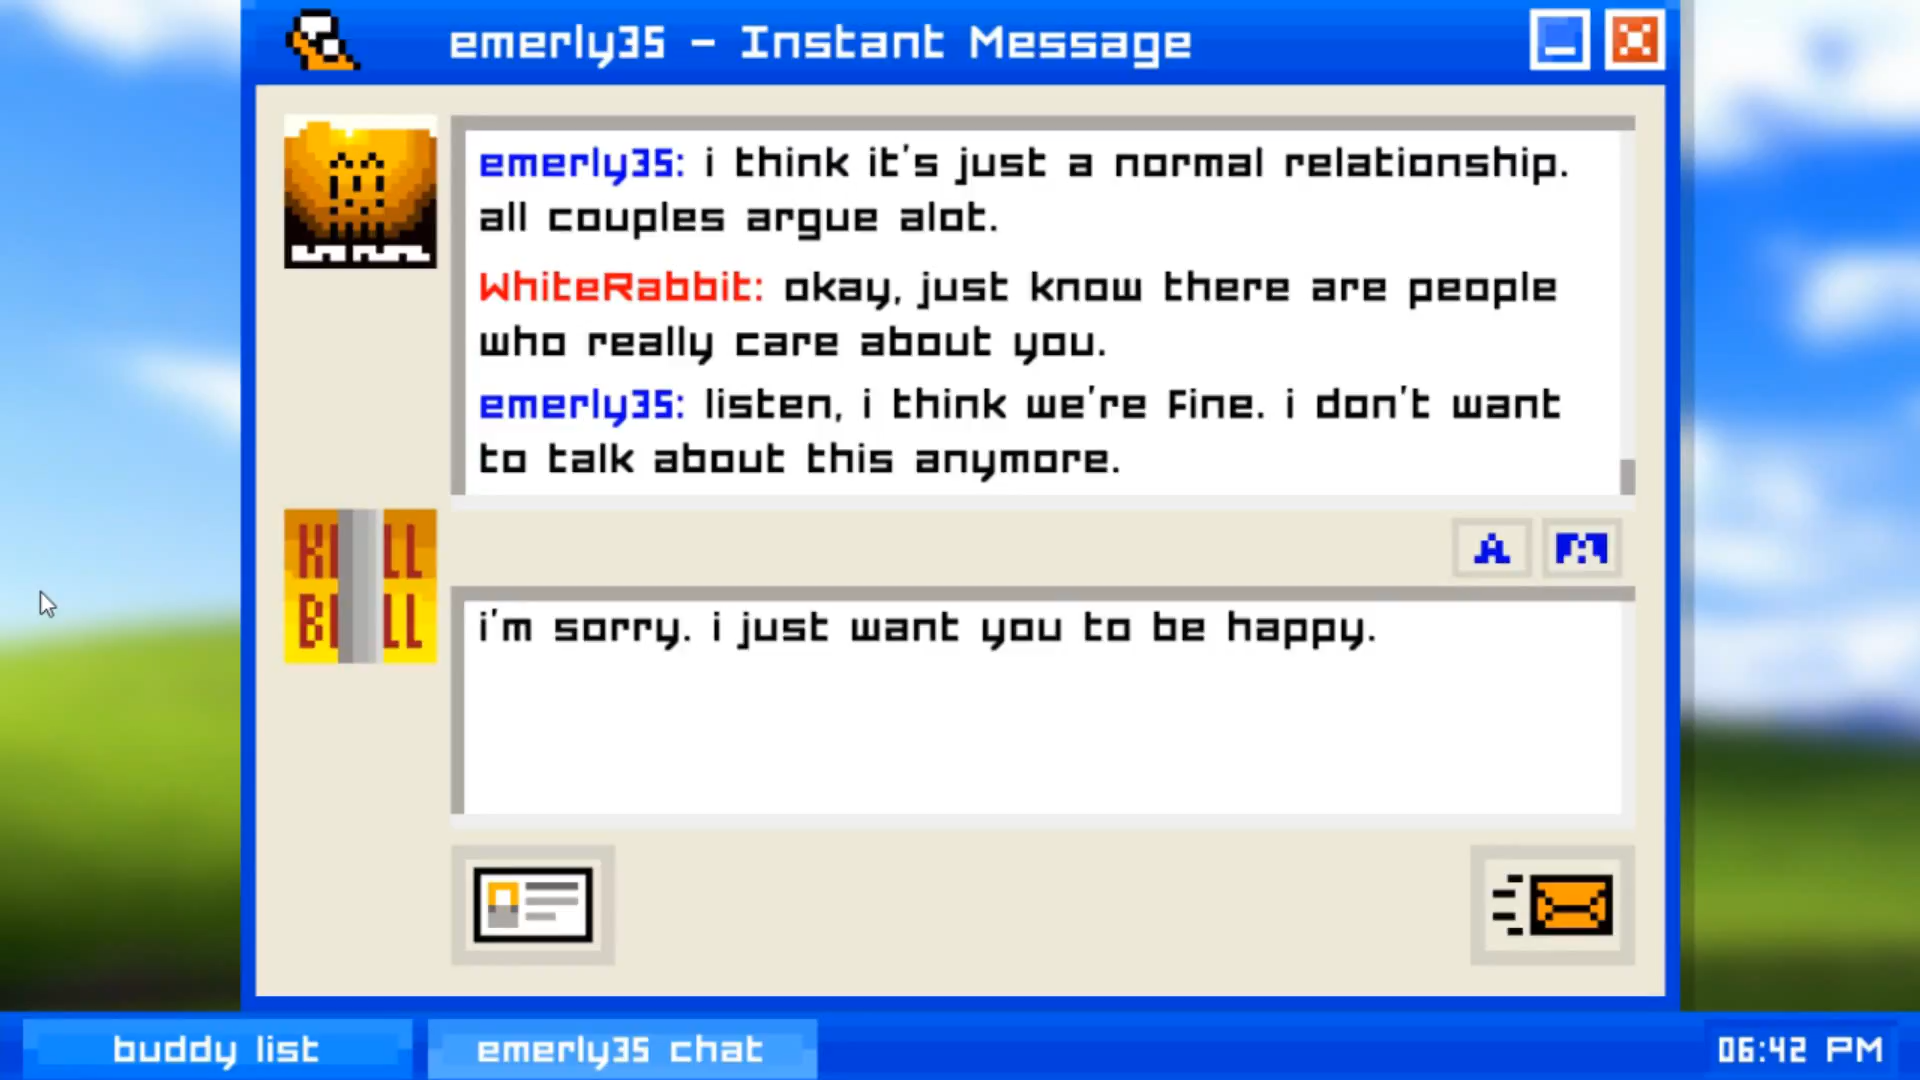 emerly35 - Instant Message
emerly35: i think it's just a normal relationship.
all couples argue alot.
WhiteRabbit: okay, just know there are people
who really care about you.
emerly35: listen, i think we're fine. i don't want
to talk about this anymore.
KILL
BILL
A
i'm sorry. i just want you to be happy.
buddy list
emerly35 chat
06:42 PM